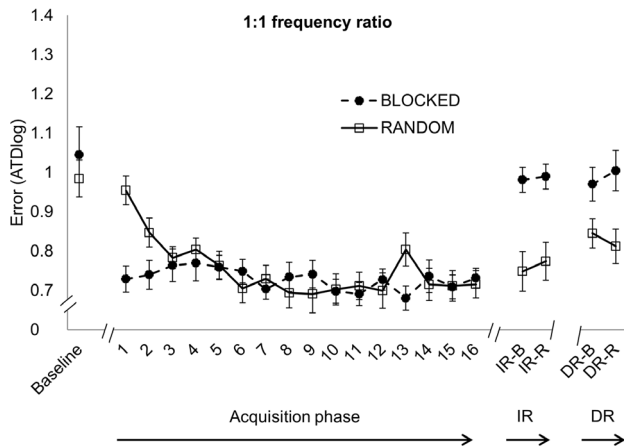 1:1 frequency ratio
1.4
1.3
1.2
1.1
1
0.9
0.8
0.7
0
Error (ATDlog)
BLOCKED
RANDOM
Baseline
1 2 3 4 5 6 7 8 9 10 11 12 13 14 15 16
IR-B IR-R
DR-B DR-R
Acquisition phase IR DR